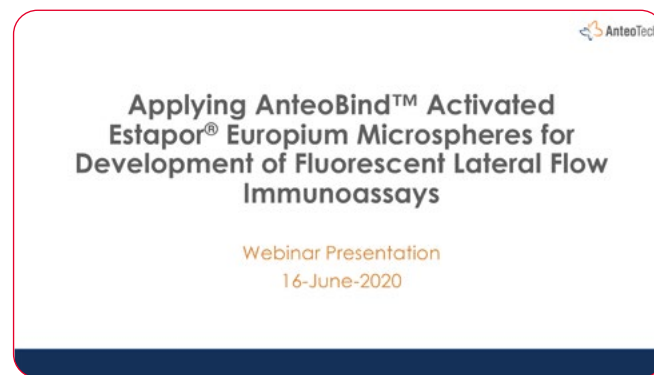 AnteoTech
Applying AnteoBind™ Activated
Estapor® Europium Microspheres for
Development of Fluorescent Lateral Flow
Immunoassays
Webinar Presentation
16-June-2020